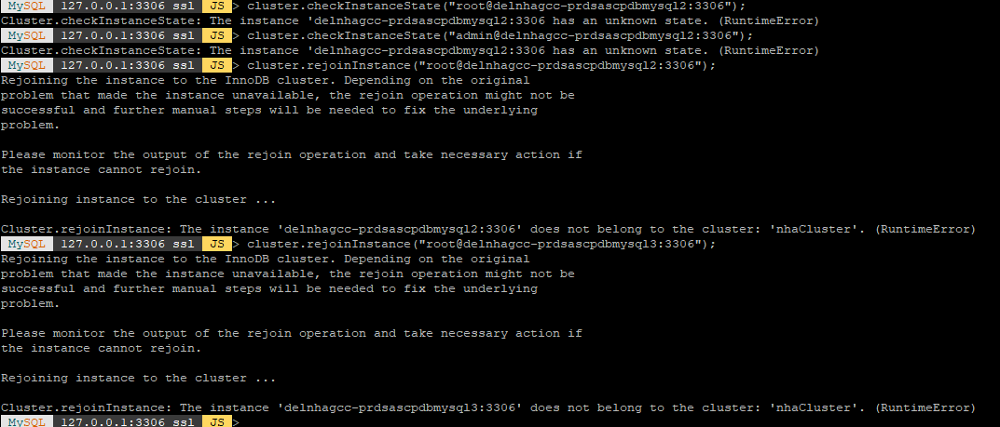 MySQL 127.0.0.1:3306 ssl JS > cluster.checkInstanceState("root@delnhagcc-prdsascpdbmysql2:3306");
Cluster.checkInstanceState: The instance 'delnhagcc-prdsascpdbmysql2:3306 has an unknown state. (RuntimeError)
MySQL 127.0.0.1:3306 ssl JS > cluster.checkInstanceState("admin@delnhagcc-prdsascpdbmysql2:3306");
Cluster.checkInstanceState: The instance 'delnhagcc-prdsascpdbmysql2:3306 has an unknown state. (RuntimeError)
MySQL 127.0.0.1:3306 ssl JS > cluster.rejoinInstance("root@delnhagcc-prdsascpdbmysql2:3306");
Rejoining the instance to the InnoDB cluster. Depending on the original
problem that made the instance unavailable, the rejoin operation might not be
successful and further manual steps will be needed to fix the underlying
problem.
Please monitor the output of the rejoin operation and take necessary action if
the instance cannot rejoin.
Rejoining instance to the cluster ...
Cluster.rejoinInstance: The instance 'delnhagcc-prdsascpdbmysql2:3306' does not belong to the cluster: 'nhaCluster'. (RuntimeError)
MySQL 127.0.0.1:3306 ssl JS > cluster.rejoinInstance("root@delnhagcc-prdsascpdbmysql3:3306");
Rejoining the instance to the InnoDB cluster. Depending on the original
problem that made the instance unavailable, the rejoin operation might not be
successful and further manual steps will be needed to fix the underlying
problem.
Please monitor the output of the rejoin operation and take necessary action if
the instance cannot rejoin.
Rejoining instance to the cluster ...
Cluster.rejoinInstance: The instance 'delnhagcc-prdsascpdbmysql3:3306' does not belong to the cluster: 'nhaCluster'. (RuntimeError)
MySQL 127.0.0.1:3306 ssl JS >